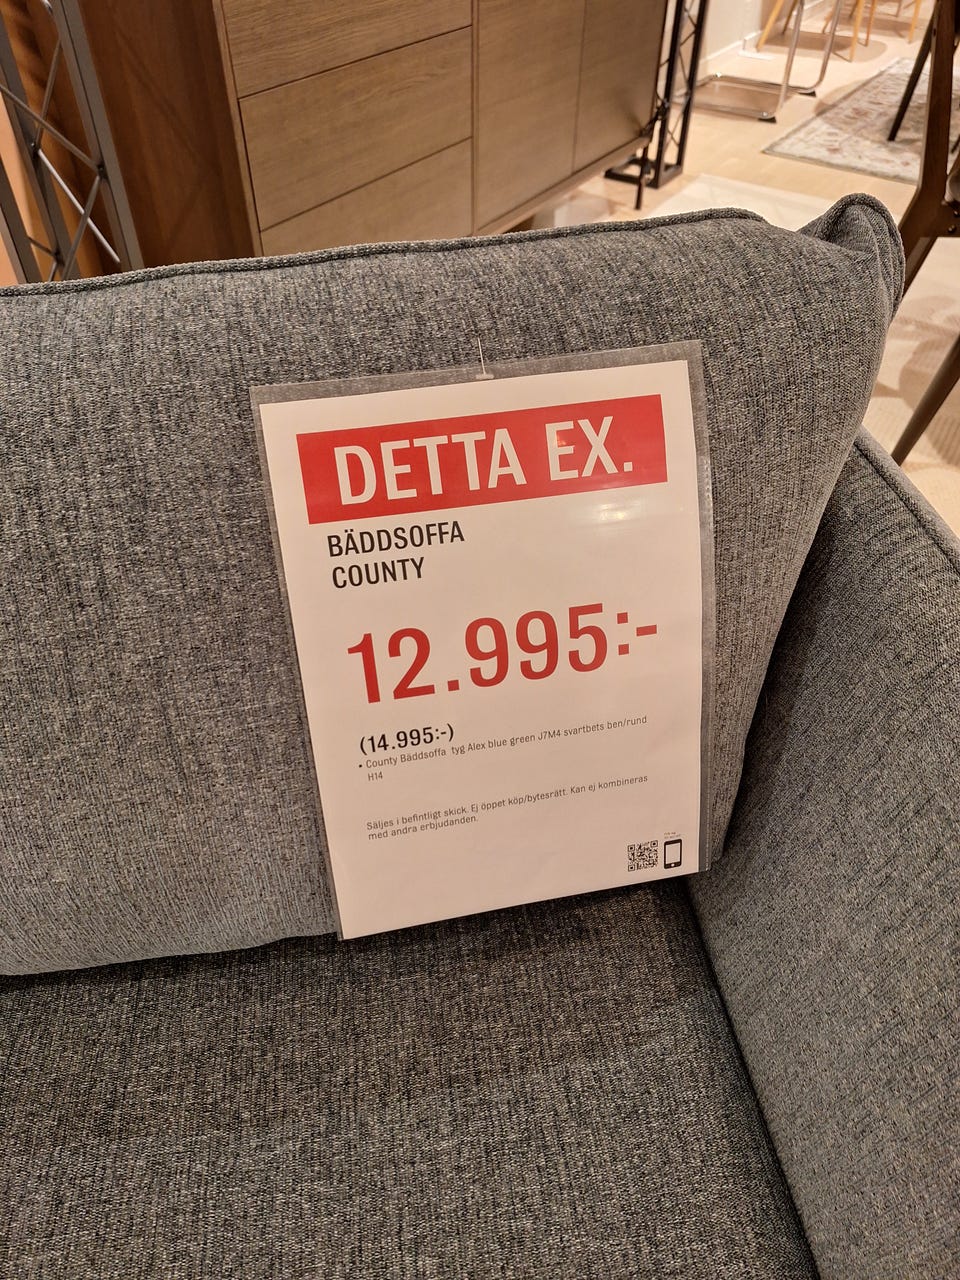 DETTA EX.
BÄDDSOFFA
COUNTY
12.995:-
(14.995:-)
• County Bäddsoffa tyg Alex blue green J7M4 svartbets ben/rund
H14
Säljes i befintligt skick. Ej öppet köp/bytesrätt. Kan ej kombineras
med andra erbjudanden.